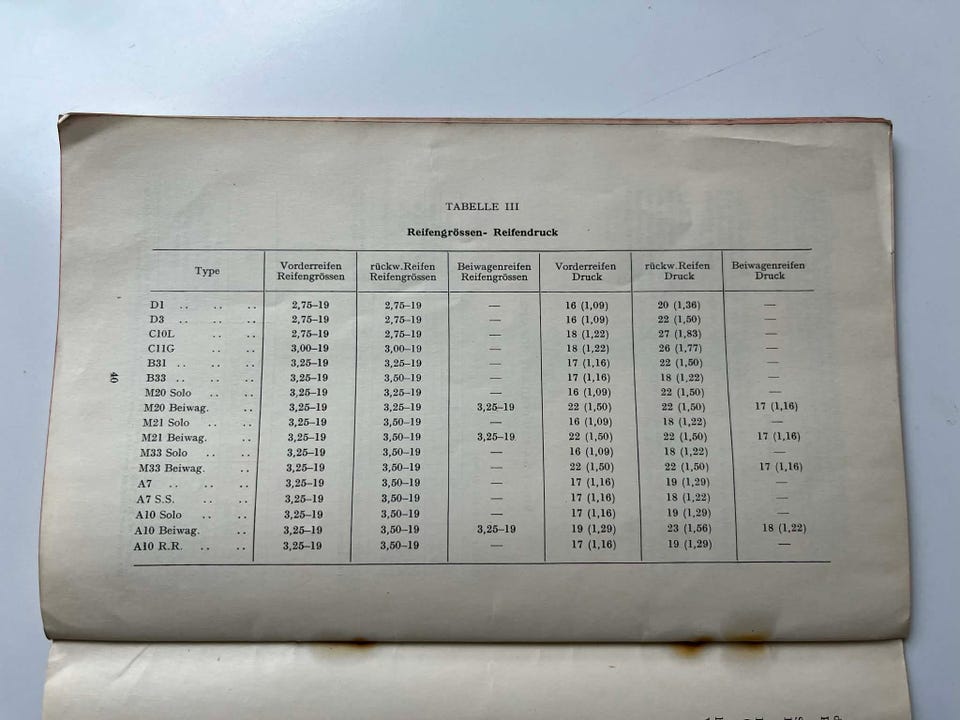 TABELLE III
Reifengrössen- Reifendruck
Type Vorderreifen Reifengrössen rückw.Reifen Reifengrössen Beiwagenreifen Reifengrössen Vorderreifen Druck rückw.Reifen Druck Beiwagenreifen Druck
D1 .. .. .. 2,75–19 2,75–19 — 16 (1,09) 20 (1,36) —
D3 .. .. .. 2,75–19 2,75–19 — 16 (1,09) 22 (1,50) —
C10L .. .. 2,75–19 2,75–19 — 18 (1,22) 27 (1,83) —
C11G .. .. 3,00–19 3,00–19 — 18 (1,22) 26 (1,77) —
B31 .. .. .. 3,25–19 3,25–19 — 17 (1,16) 22 (1,50) —
B33 .. .. .. 3,25–19 3,50–19 — 17 (1,16) 18 (1,22) —
M20 Solo .. .. 3,25–19 3,25–19 — 16 (1,09) 22 (1,50) —
M20 Beiwag. .. 3,25–19 3,25–19 3,25–19 22 (1,50) 22 (1,50) 17 (1,16)
M21 Solo .. .. 3,25–19 3,50–19 — 16 (1,09) 18 (1,22) —
M21 Beiwag. .. 3,25–19 3,50–19 3,25–19 22 (1,50) 22 (1,50) 17 (1,16)
M33 Solo .. .. 3,25–19 3,50–19 — 16 (1,09) 18 (1,22) —
M33 Beiwag. .. 3,25–19 3,50–19 — 22 (1,50) 22 (1,50) 17 (1,16)
A7 .. .. .. 3,25–19 3,50–19 — 17 (1,16) 19 (1,29) —
A7 S.S. .. .. 3,25–19 3,50–19 — 17 (1,16) 18 (1,22) —
A10 Solo .. .. 3,25–19 3,50–19 — 17 (1,16) 19 (1,29) —
A10 Beiwag. .. 3,25–19 3,50–19 3,25–19 19 (1,29) 23 (1,56) 18 (1,22)
A10 R.R. .. .. 3,25–19 3,50–19 — 17 (1,16) 19 (1,29) —
40